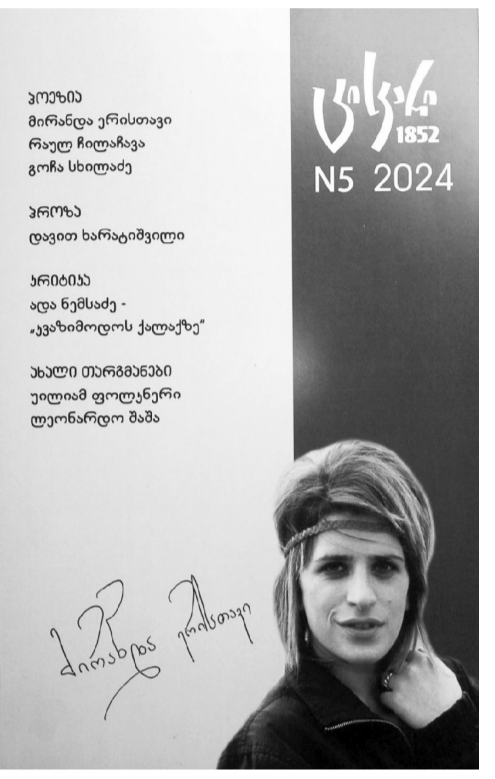 პოეზია
მირანდა ერისთავი
რაულ ჩილაჩავა
გოჩა სხილაძე
პროზა
დავით ხარატიშვილი
კრიტიკა
ადა ნემსაძე -
„კვაზიმოდოს ქალაქზე“
ახალი თარგმანები
უილიამ ფოლკნერი
ლეონარდო შაშა
ცისკარი
1852
N5 2024
მირანდა ერისთავი